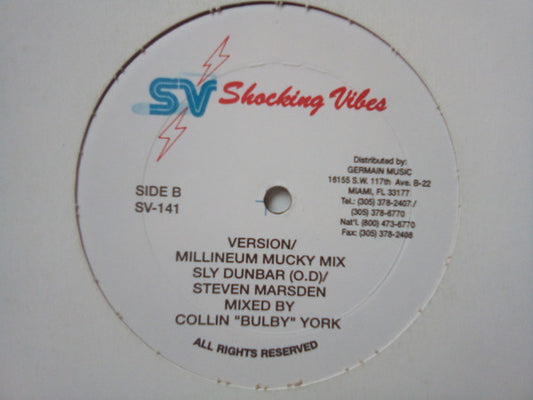 SV Shocking Vibes
Distributed by:
GERMAIN MUSIC
16155 S.W. 117th Ave. B-22
MIAMI, FL 33177
Tel.: (305) 378-2407 /
(305) 378-6770
Nat'l. (800) 473-6770
Fax: (305) 378-2408
SIDE B
SV-141
VERSION/
MILLINEUM MUCKY MIX
SLY DUNBAR (O.D)/
STEVEN MARSDEN
MIXED BY
COLLIN "BULBY" YORK
ALL RIGHTS RESERVED